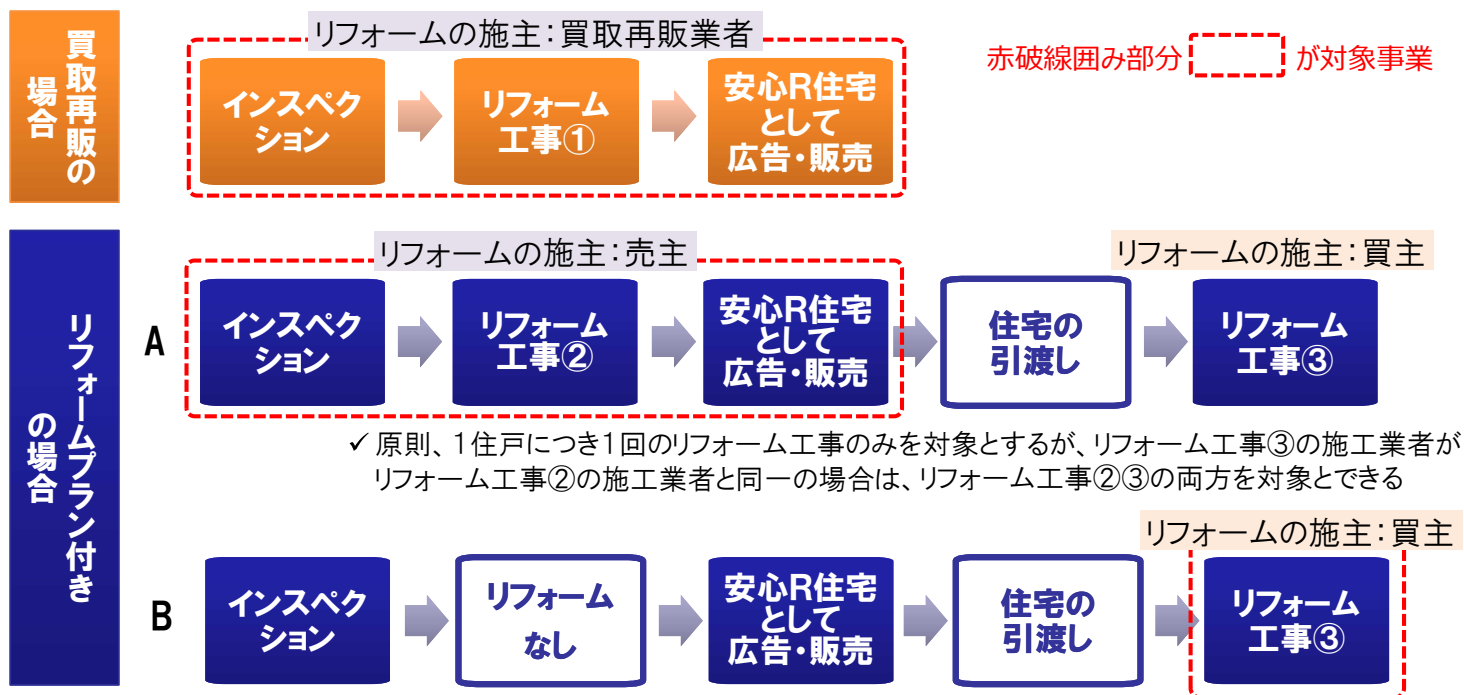 買取再販の
場合
リフォームの施主:買取再販業者
赤破線囲み部分 が対象事業
インスペク
ション
リフォーム
工事①
安心R住宅
として
広告・販売
リフォームプラン付き
の場合
A
リフォームの施主:売主
リフォームの施主:買主
インスペク
ション
リフォーム
工事②
安心R住宅
として
広告・販売
住宅の
引渡し
リフォーム
工事③
✓原則、1住戸につき1回のリフォーム工事のみを対象とするが、リフォーム工事③の施工業者が
リフォーム工事②の施工業者と同一の場合は、リフォーム工事②③の両方を対象とできる
B
リフォームの施主:買主
インスペク
ション
リフォーム
なし
安心R住宅
として
広告・販売
住宅の
引渡し
リフォーム
工事③